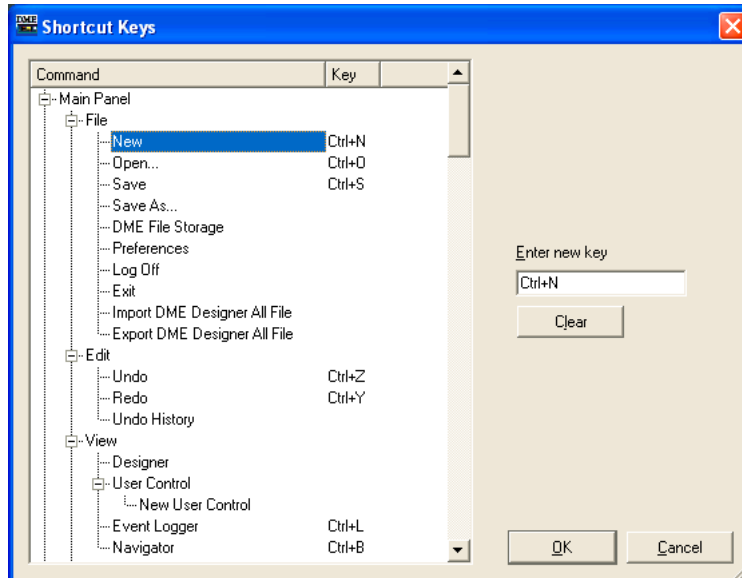 DME
Shortcut Keys
Command Key
Main Panel
File
New Ctrl+N
Open... Ctrl+O
Save Ctrl+S
Save As...
DME File Storage
Preferences
Log Off
Exit
Import DME Designer All File
Export DME Designer All File
Edit
Undo Ctrl+Z
Redo Ctrl+Y
Undo History
View
Designer
User Control
New User Control
Event Logger Ctrl+L
Navigator Ctrl+B
Enter new key
Ctrl+N
Clear
OK Cancel